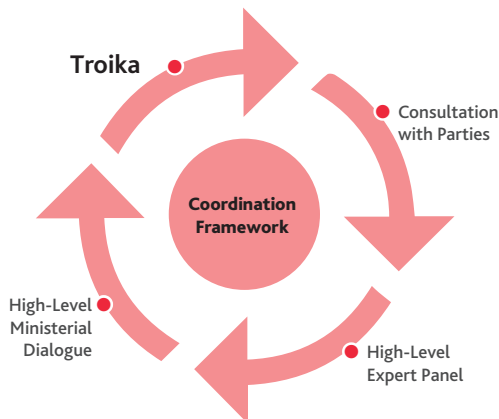 Troika
Consultation
with Parties
Coordination
Framework
High-Level
Ministerial
Dialogue
High-Level
Expert Panel